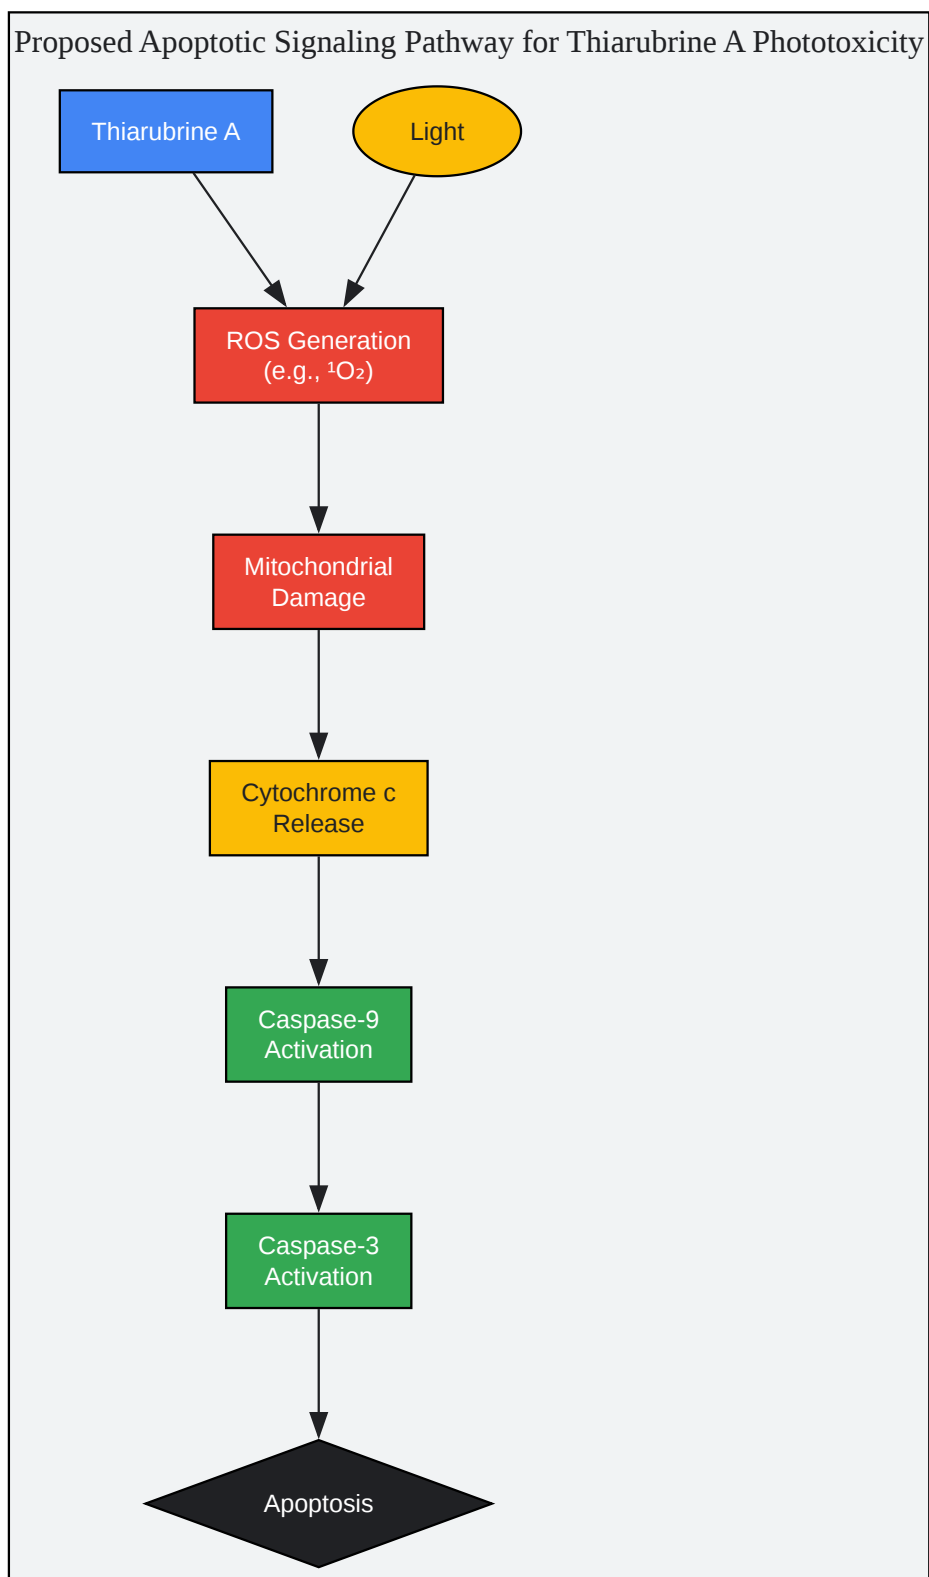 Proposed Apoptotic Signaling Pathway for Thiarubrine A Phototoxicity
Thiarubrine A
Light
ROS Generation
(e.g., ¹O₂)
Mitochondrial
Damage
Cytochrome c
Release
Caspase-9
Activation
Caspase-3
Activation
Apoptosis